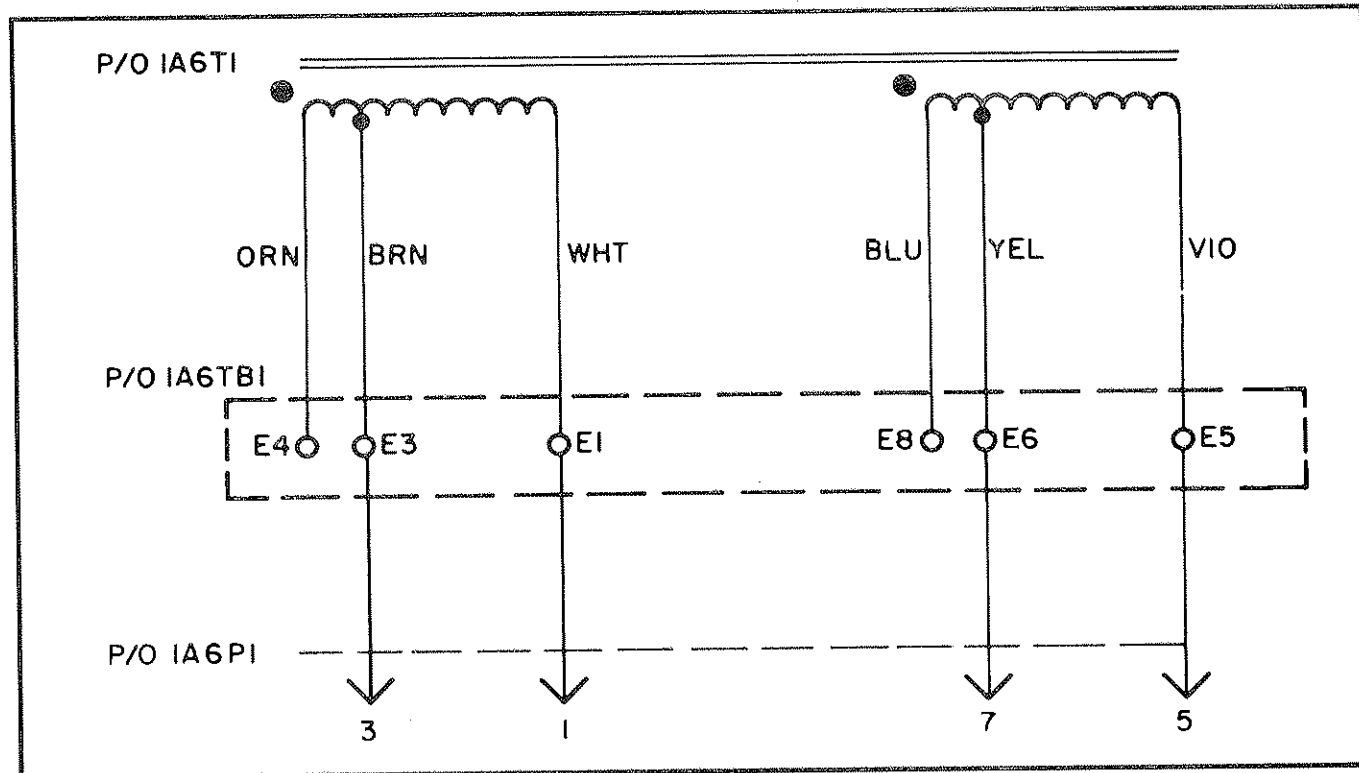 P/O 1A6T1
ORN BRN WHT BLU YEL VIO
P/O 1A6TB1
E4 E3 E1 E8 E6 E5
P/O 1A6P1
3 1 7 5